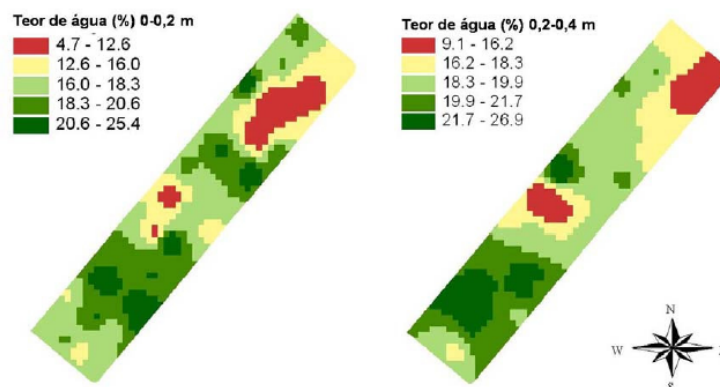 Teor de água (%) 0-0,2 m
4.7 - 12.6
12.6 - 16.0
16.0 - 18.3
18.3 - 20.6
20.6 - 25.4
Teor de água (%) 0,2-0,4 m
9.1 - 16.2
16.2 - 18.3
18.3 - 19.9
19.9 - 21.7
21.7 - 26.9
N
W
S